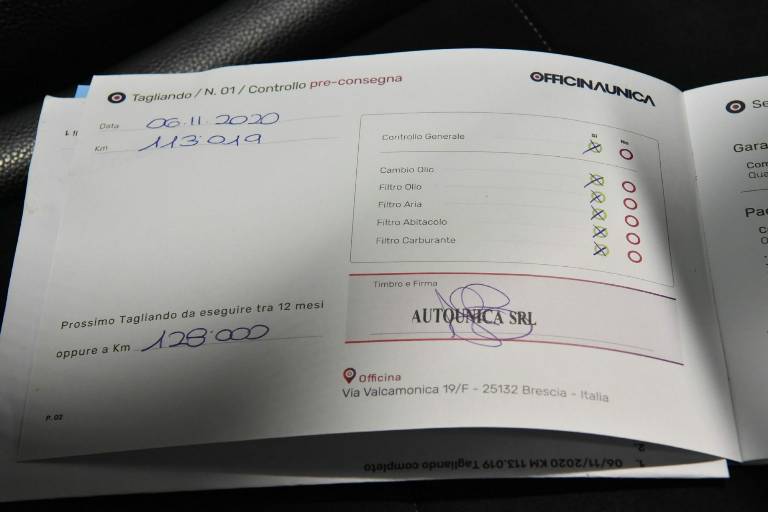 Tagliando / N. 01 / Controllo pre-consegna
OFFICINAUNICA
Data 06.11.2020
Km 113.019
Si No
Controllo Generale
Cambio Olio
Filtro Olio
Filtro Aria
Filtro Abitacolo
Filtro Carburante
Timbro e Firma
AUTOUNICA SRL
Prossimo Tagliando da eseguire tra 12 mesi
oppure a Km 128.000
Officina
Via Valcamonica 19/F - 25132 Brescia - Italia
P. 02
1. 06/11/2020 KM 113.019 Tagliando completo
2.